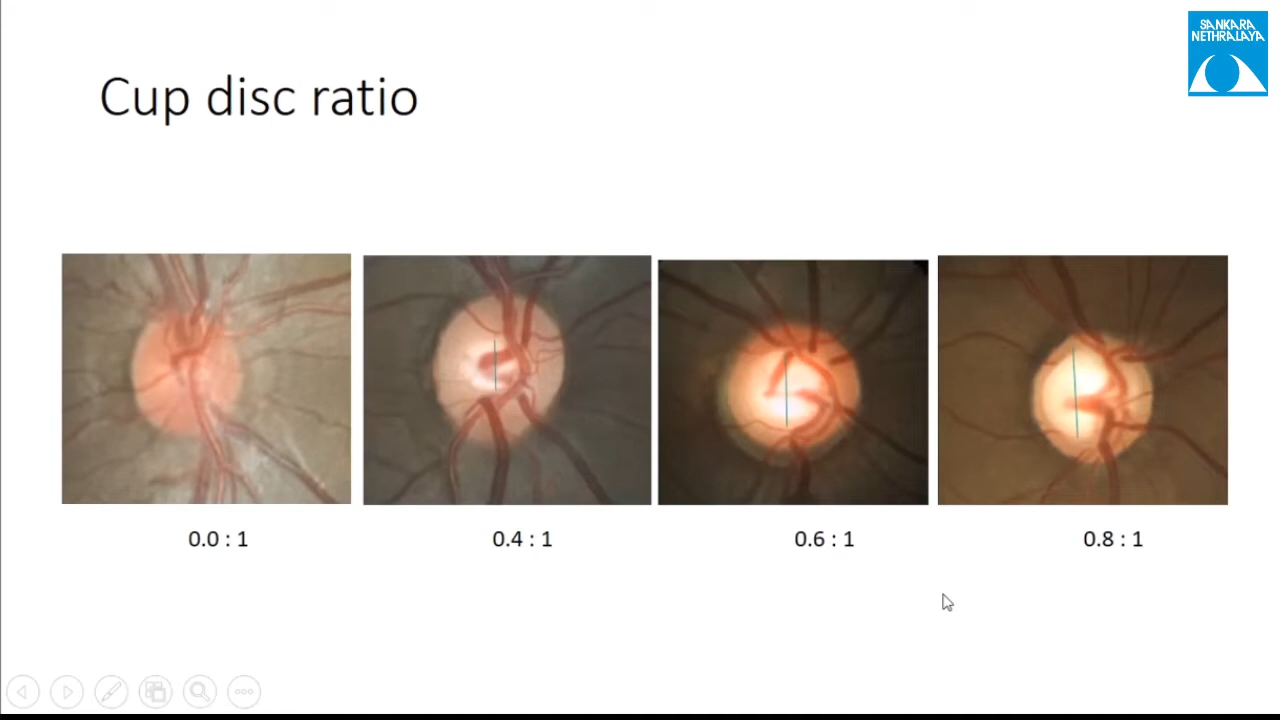 SANKARA
NETHRALAYA
Cup disc ratio
0.0 : 1
0.4 : 1
0.6 : 1
0.8 : 1